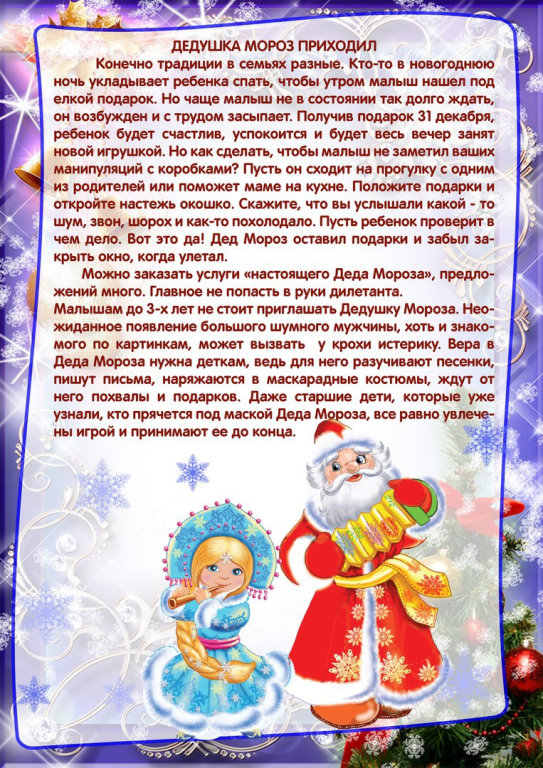 ДЕДУШКА МОРОЗ ПРИХОДИЛ
Конечно традиции в семьях разные. Кто-то в новогоднюю
ночь укладывает ребенка спать, чтобы утром малыш нашел под
елкой подарок. Но чаще малыш не в состоянии так долго ждать,
он возбужден и с трудом засыпает. Получив подарок 31 декабря,
ребенок будет счастлив, успокоится и будет весь вечер занят
новой игрушкой. Но как сделать, чтобы малыш не заметил ваших
манипуляций с коробками? Пусть он сходит на прогулку с одним
из родителей или поможет маме на кухне. Положите подарки и
откройте настежь окошко. Скажите, что вы услышали какой - то
шум, звон, шорох и как-то похолодало. Пусть ребенок проверит в
чем дело. Вот это да! Дед Мороз оставил подарки и забыл за-
крыть окно, когда улетал.
Можно заказать услуги «настоящего Деда Мороза», предло-
жений много. Главное не попасть в руки дилетанта.
Малышам до 3-х лет не стоит приглашать Дедушку Мороза. Нео-
жиданное появление большого шумного мужчины, хоть и знако-
мого по картинкам, может вызвать у крохи истерику. Вера в
Деда Мороза нужна деткам, ведь для него разучивают песенки,
пишут письма, наряжаются в маскарадные костюмы, ждут от
него похвалы и подарков. Даже старшие дети, которые уже
узнали, кто прячется под маской Деда Мороза, все равно увлече-
ны игрой и принимают ее до конца.